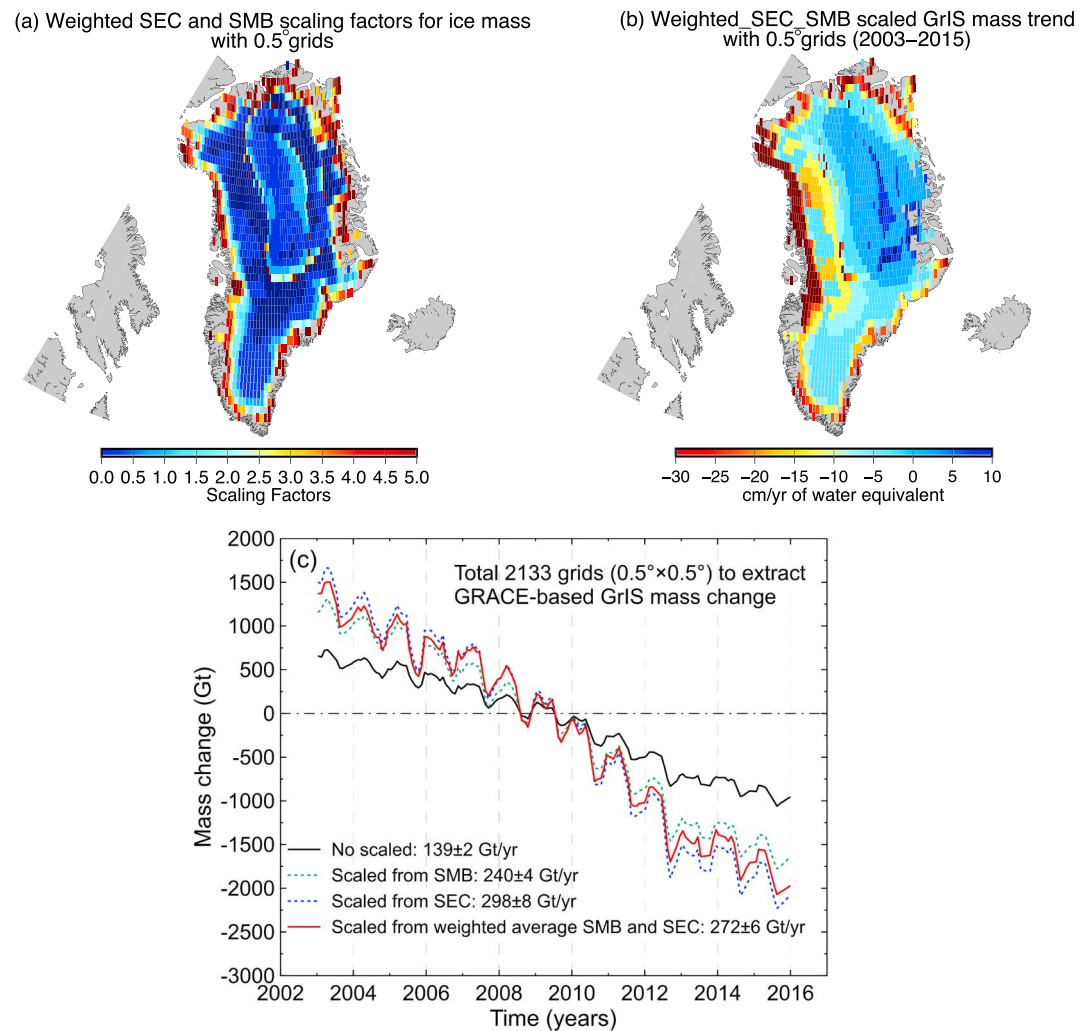 (a) Weighted SEC and SMB scaling factors for ice mass
with 0.5°grids
0.0 0.5 1.0 1.5 2.0 2.5 3.0 3.5 4.0 4.5 5.0
Scaling Factors
(b) Weighted_SEC_SMB scaled GrIS mass trend
with 0.5°grids (2003−2015)
−30 −25 −20 −15 −10 −5 0 5 10
cm/yr of water equivalent
(c)
Total 2133 grids (0.5°×0.5°) to extract
GRACE-based GrIS mass change
Mass change (Gt)
2000
1500
1000
500
0
-500
-1000
-1500
-2000
-2500
-3000
No scaled: 139±2 Gt/yr
Scaled from SMB: 240±4 Gt/yr
Scaled from SEC: 298±8 Gt/yr
Scaled from weighted average SMB and SEC: 272±6 Gt/yr
2002 2004 2006 2008 2010 2012 2014 2016
Time (years)